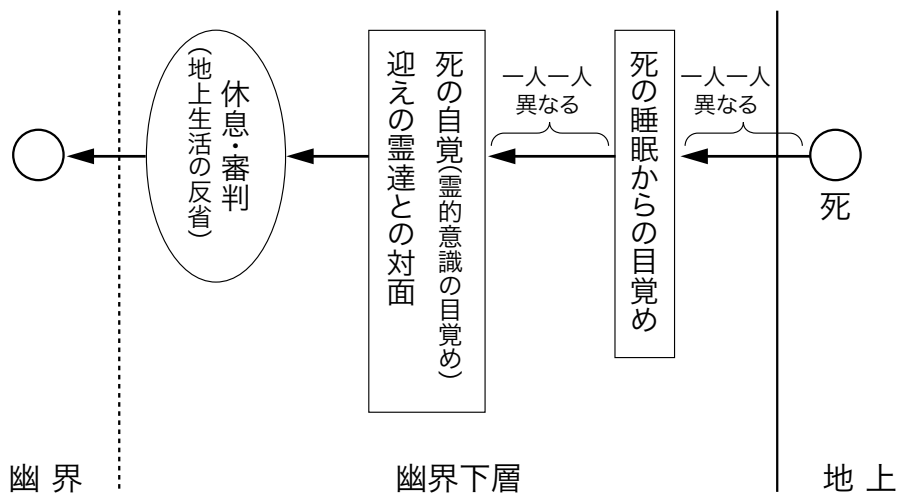 死
一人一人
異なる
死の睡眠からの目覚め
一人一人
異なる
死の自覚(霊的意識の目覚め)
迎えの霊達との対面
休息・審判
(地上生活の反省)
地上
幽界下層
幽界